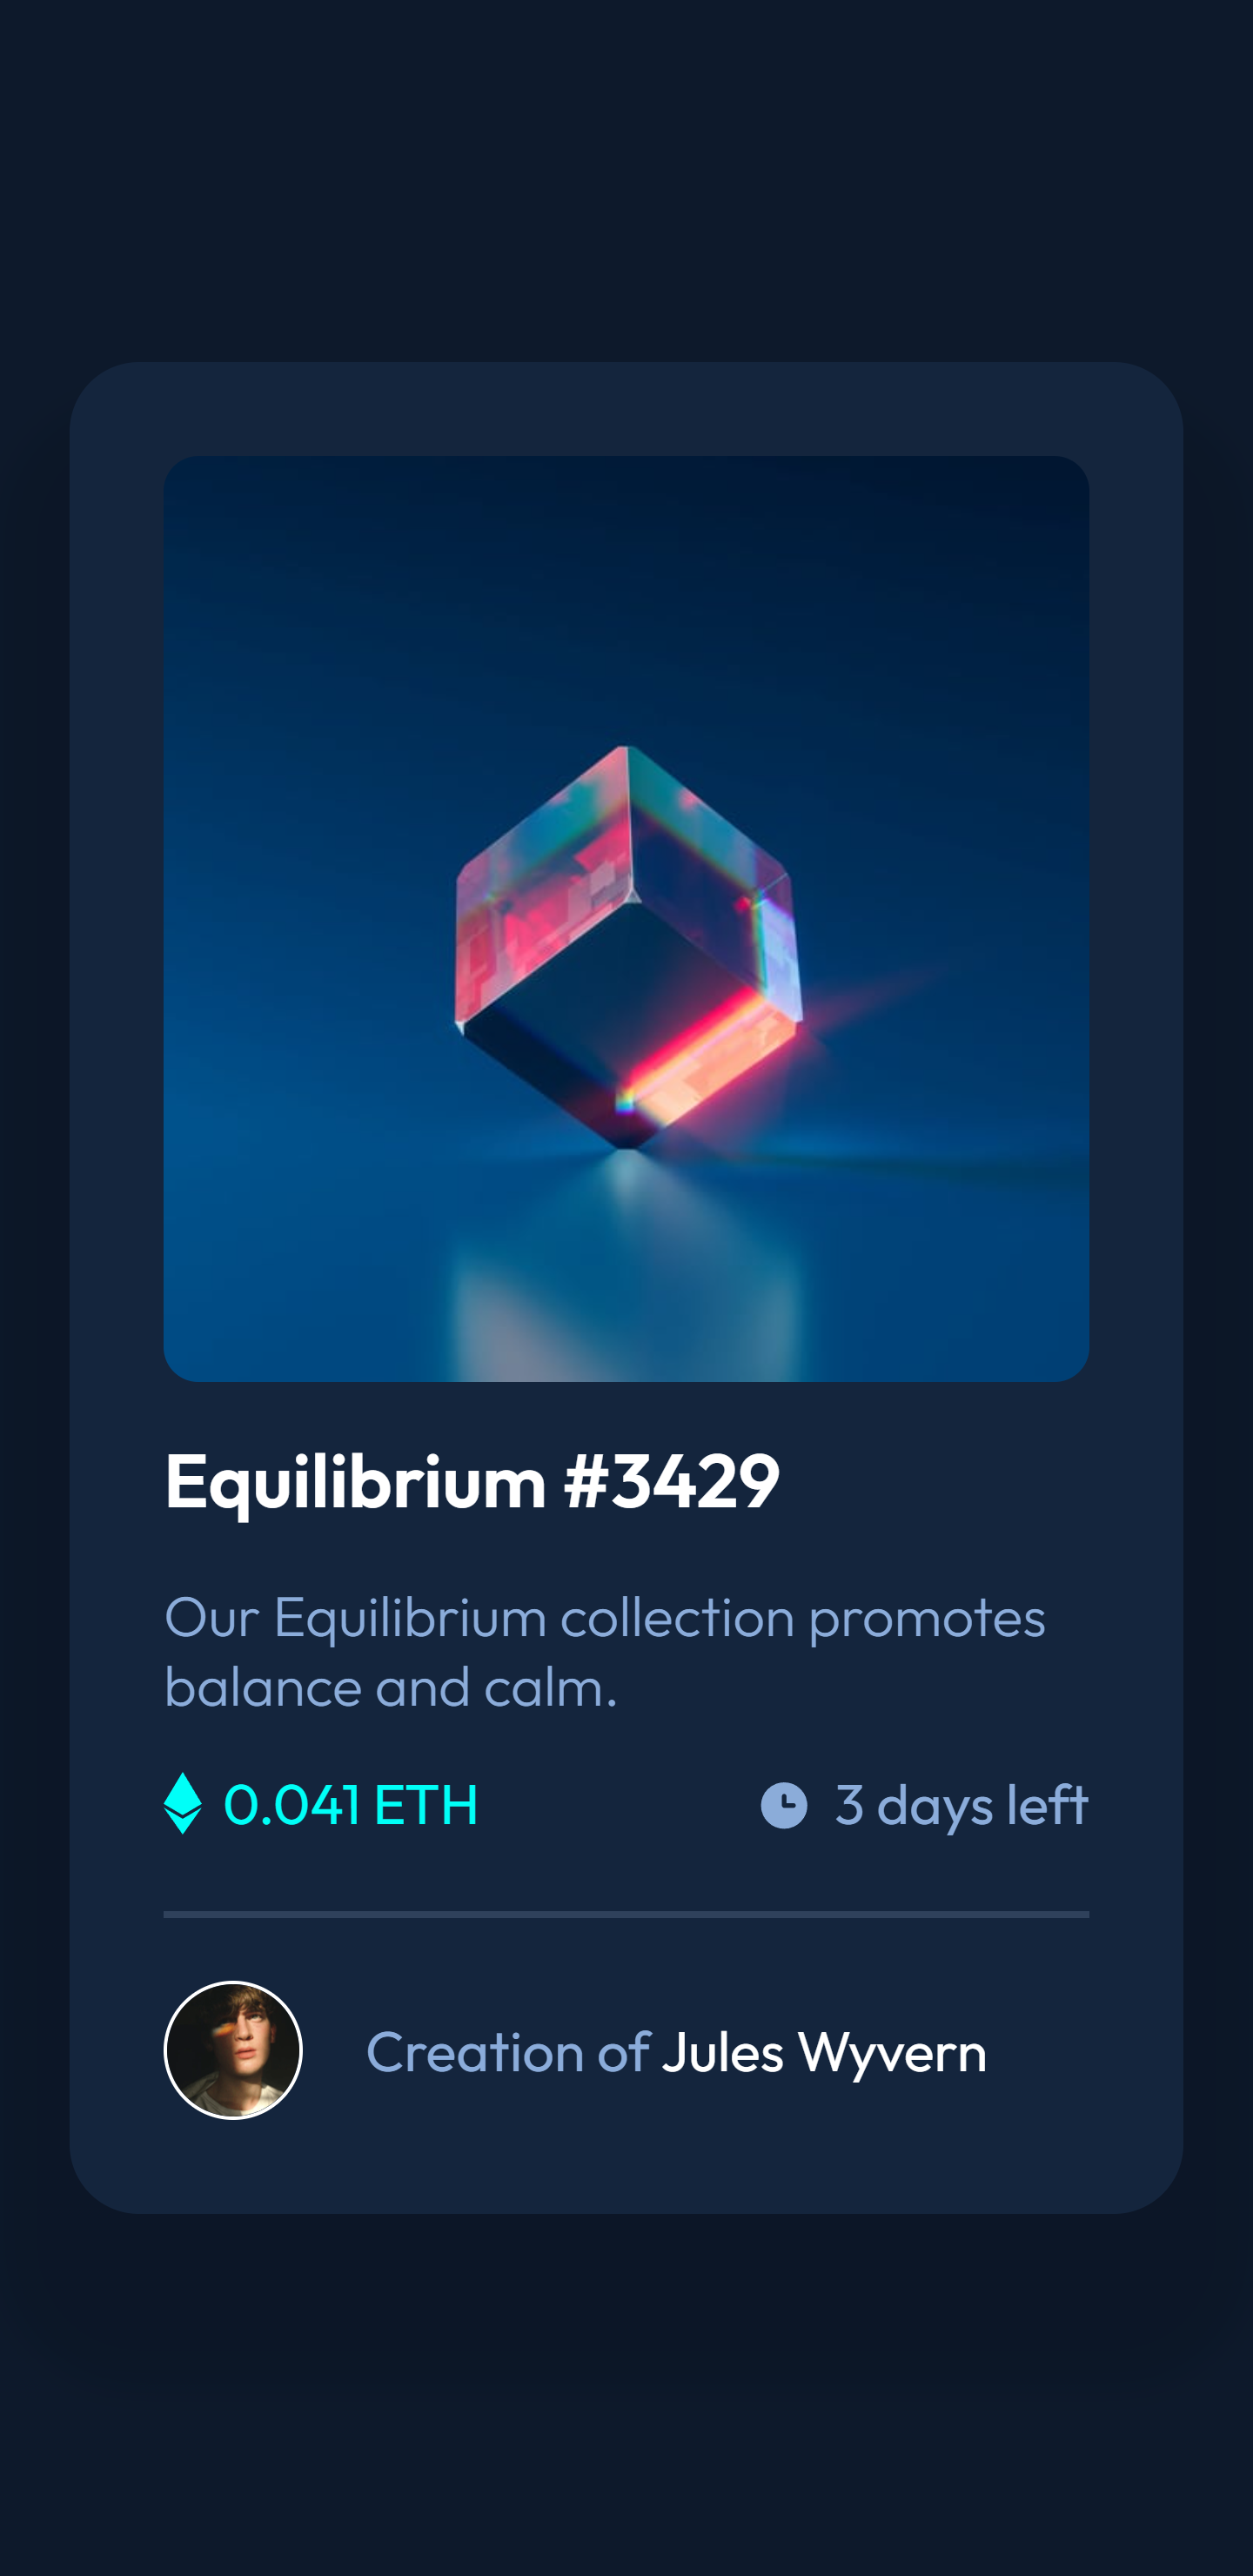 Equilibrium #3429
Our Equilibrium collection promotes
balance and calm.
0.041 ETH
3 days left
Creation of Jules Wyvern